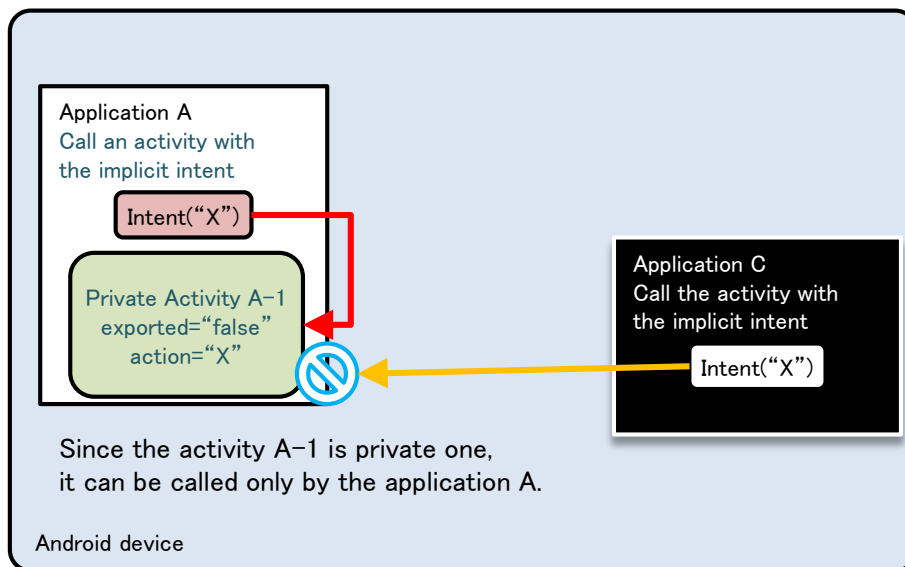 Application A
Call an activity with
the implicit intent
Intent(“X”)
Private Activity A-1
exported=“false”
action=“X”
Application C
Call the activity with
the implicit intent
Intent(“X”)
Since the activity A-1 is private one,
it can be called only by the application A.
Android device